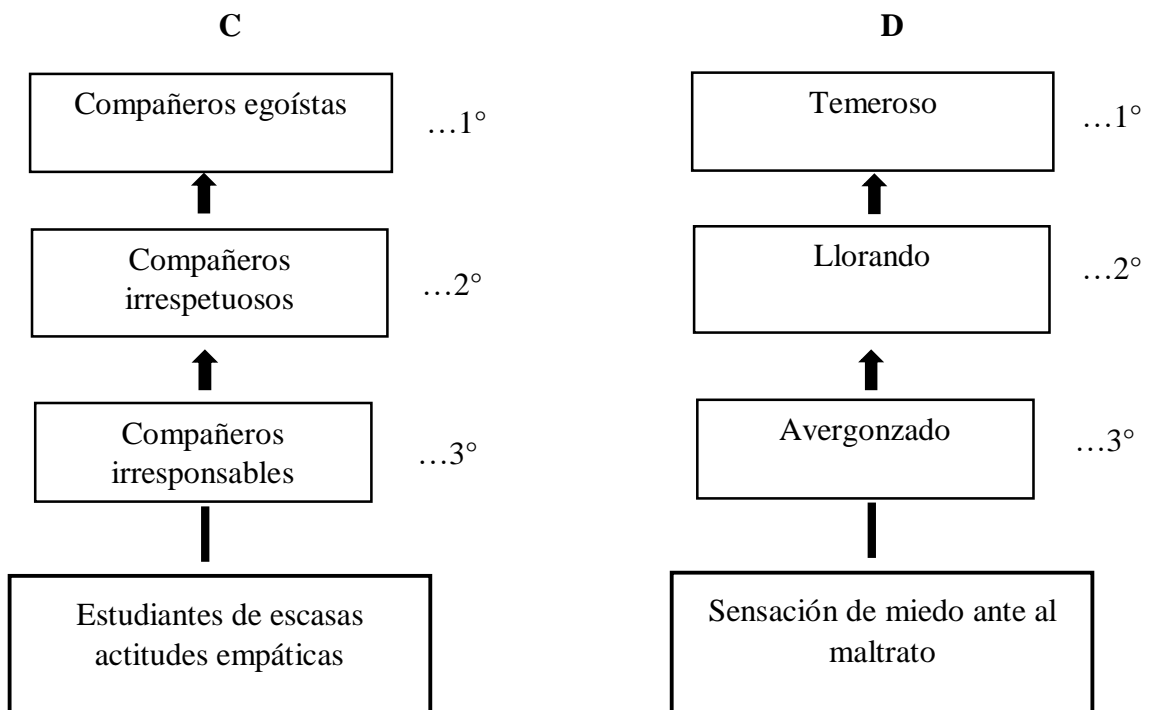 C
Compañeros egoístas
…1°
Compañeros
irrespetuosos
…2°
Compañeros
irresponsables
…3°
Estudiantes de escasas
actitudes empáticas
D
Temeroso
…1°
Llorando
…2°
Avergonzado
…3°
Sensación de miedo ante al
maltrato